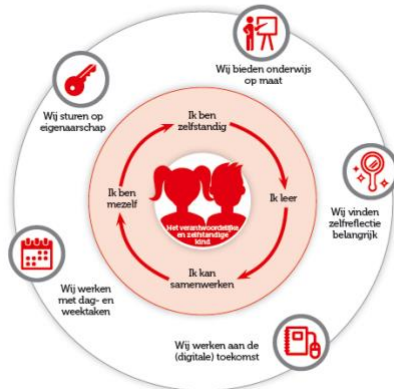 Wij bieden onderwijs
op maat
Wij sturen op
eigenaarschap
Ik ben
zelfstandig
Ik ben
mezelf
Ik leer
Het verantwoordelijke
en zelfstandige
kind
Wij vinden
zelfreflectie
belangrijk
Ik kan
samenwerken
Wij werken
met dag- en
weektaken
Wij werken aan de
(digitale) toekomst